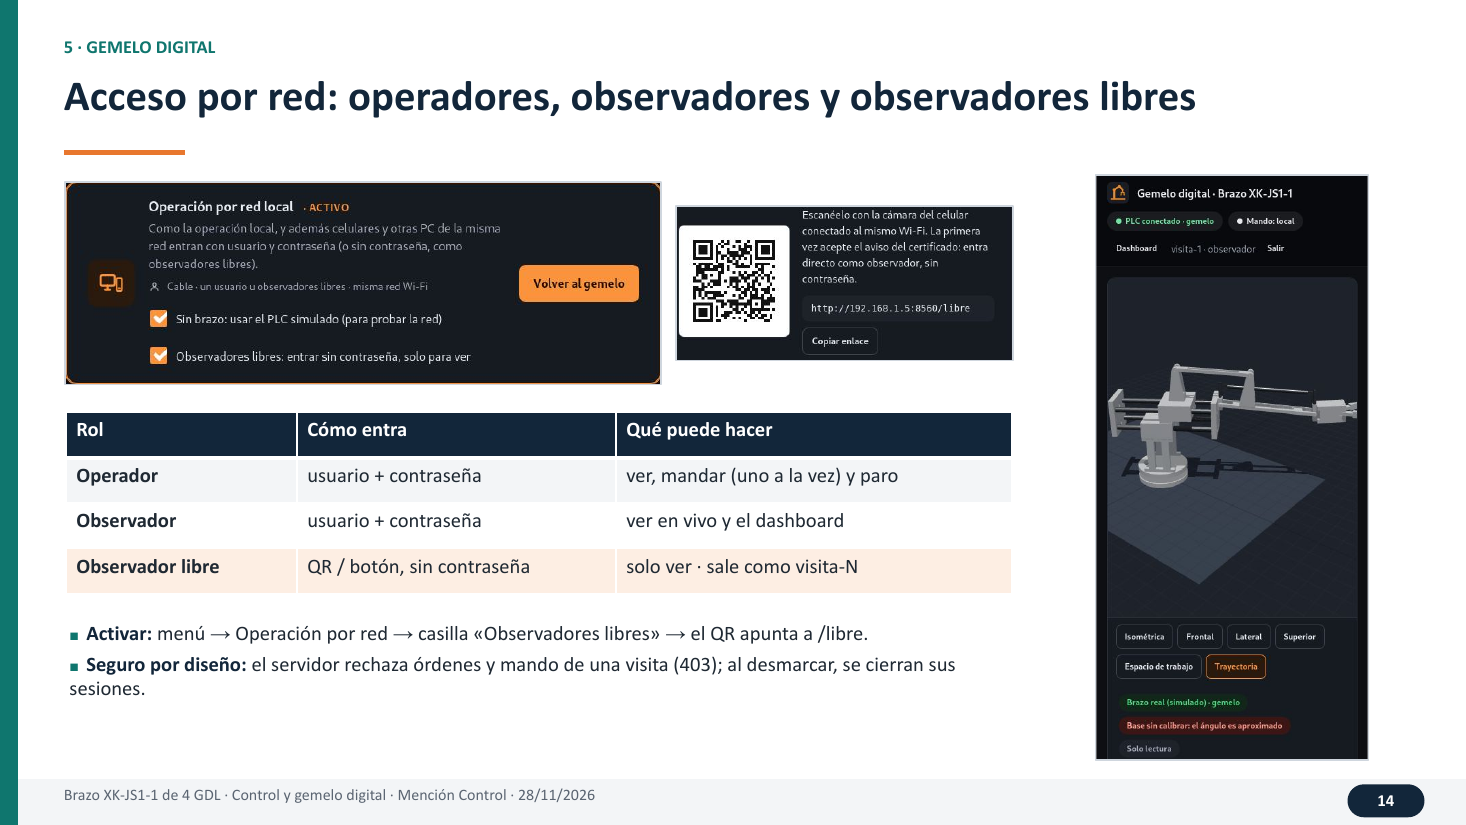 5 · GEMELO DIGITAL
Acceso por red: operadores, observadores y observadores libres
Operación por red local · ACTIVO
Como la operación local, y además celulares y otras PC de la misma
red entran con usuario y contraseña (o sin contraseña, como
observadores libres).
Cable · un usuario u observadores libres · misma red Wi-Fi
Volver al gemelo
Sin brazo: usar el PLC simulado (para probar la red)
Observadores libres: entrar sin contraseña, solo para ver
Escanéelo con la cámara del celular
conectado al mismo Wi-Fi. La primera
vez acepte el aviso del certificado: entra
directo como observador, sin
contraseña.
http://192.168.1.5:8560/libre
Copiar enlace
Rol Cómo entra Qué puede hacer
Operador usuario + contraseña ver, mandar (uno a la vez) y paro
Observador usuario + contraseña ver en vivo y el dashboard
Observador libre QR / botón, sin contraseña solo ver · sale como visita-N
▪ Activar: menú → Operación por red → casilla «Observadores libres» → el QR apunta a /libre.
▪ Seguro por diseño: el servidor rechaza órdenes y mando de una visita (403); al desmarcar, se cierran sus
sesiones.
Gemelo digital · Brazo XK-JS1-1
PLC conectado · gemelo Mando: local
Dashboard visita-1 · observador Salir
Isométrica Frontal Lateral Superior
Espacio de trabajo Trayectoria
Brazo real (simulado) · gemelo
Base sin calibrar: el ángulo es aproximado
Solo lectura
Brazo XK-JS1-1 de 4 GDL · Control y gemelo digital · Mención Control · 28/11/2026
14